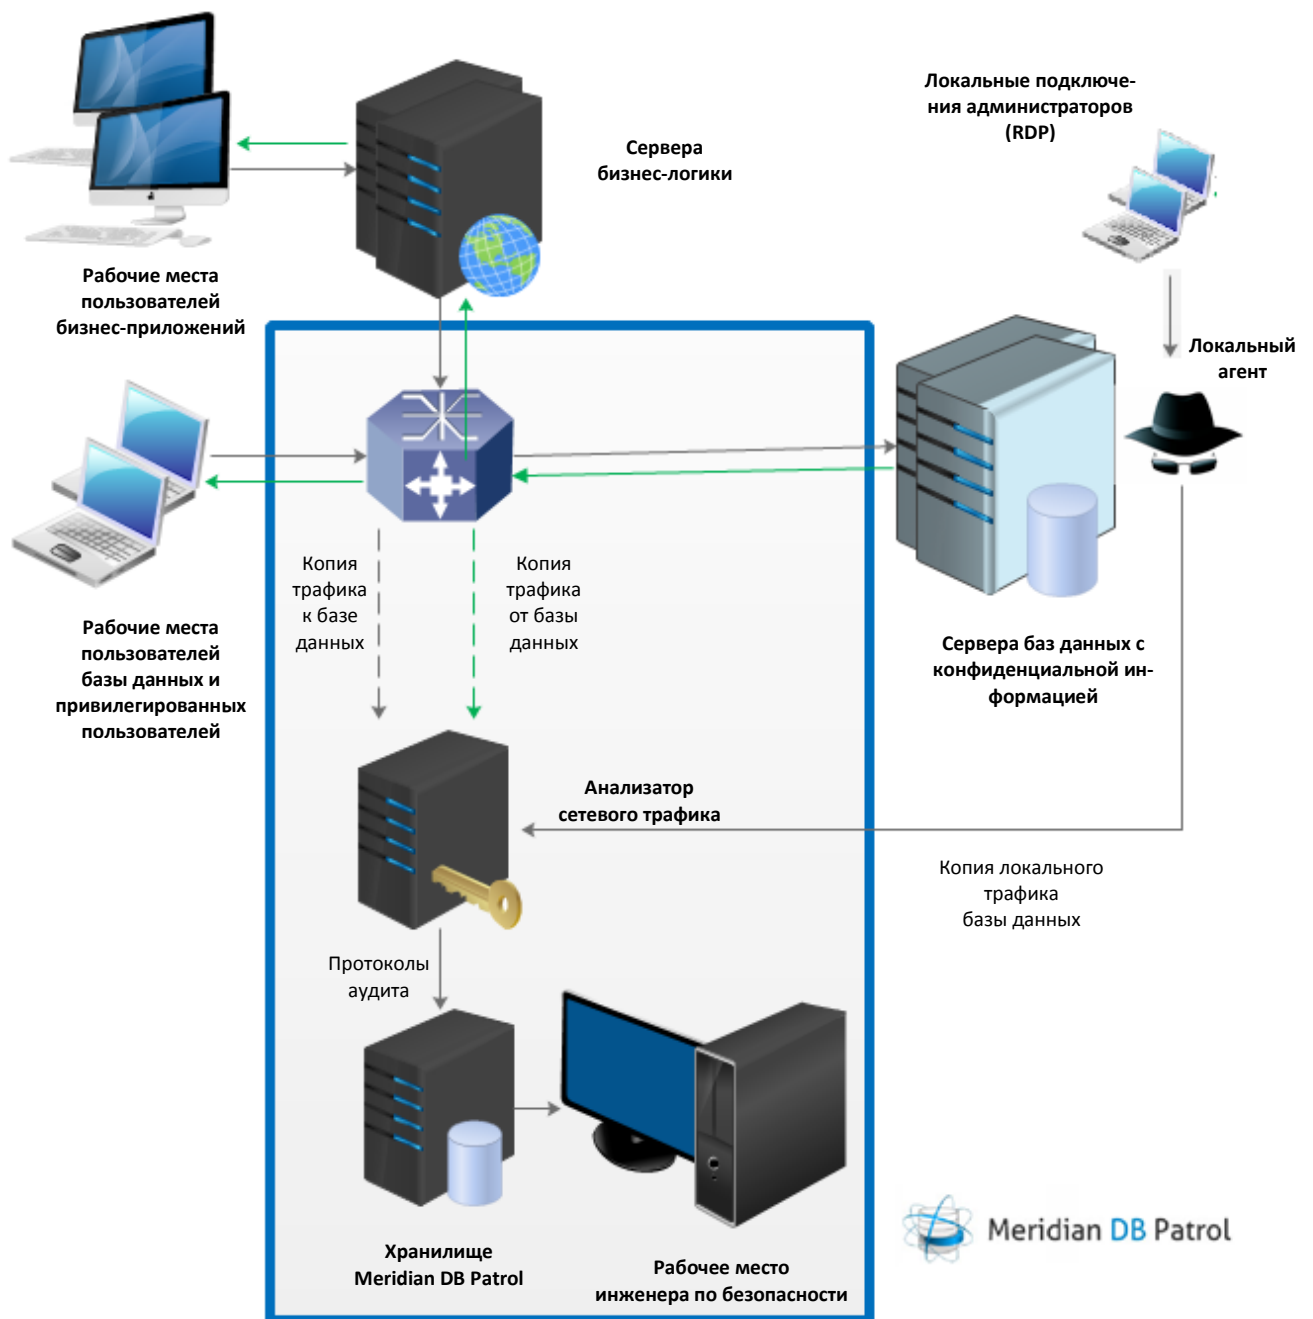 Локальные подключе-
ния администраторов
(RDP)
Сервера
бизнес-логики
Рабочие места
пользователей
бизнес-приложений
Локальный
агент
Копия
трафика
к базе
данных
Копия
трафика
от базы
данных
Рабочие места
пользователей
базы данных и
привилегированных
пользователей
Сервера баз данных с
конфиденциальной ин-
формацией
Анализатор
сетевого трафика
Копия локального
трафика
базы данных
Протоколы
аудита
Хранилище
Meridian DB Patrol
Рабочее место
инженера по безопасности
Meridian DB Patrol